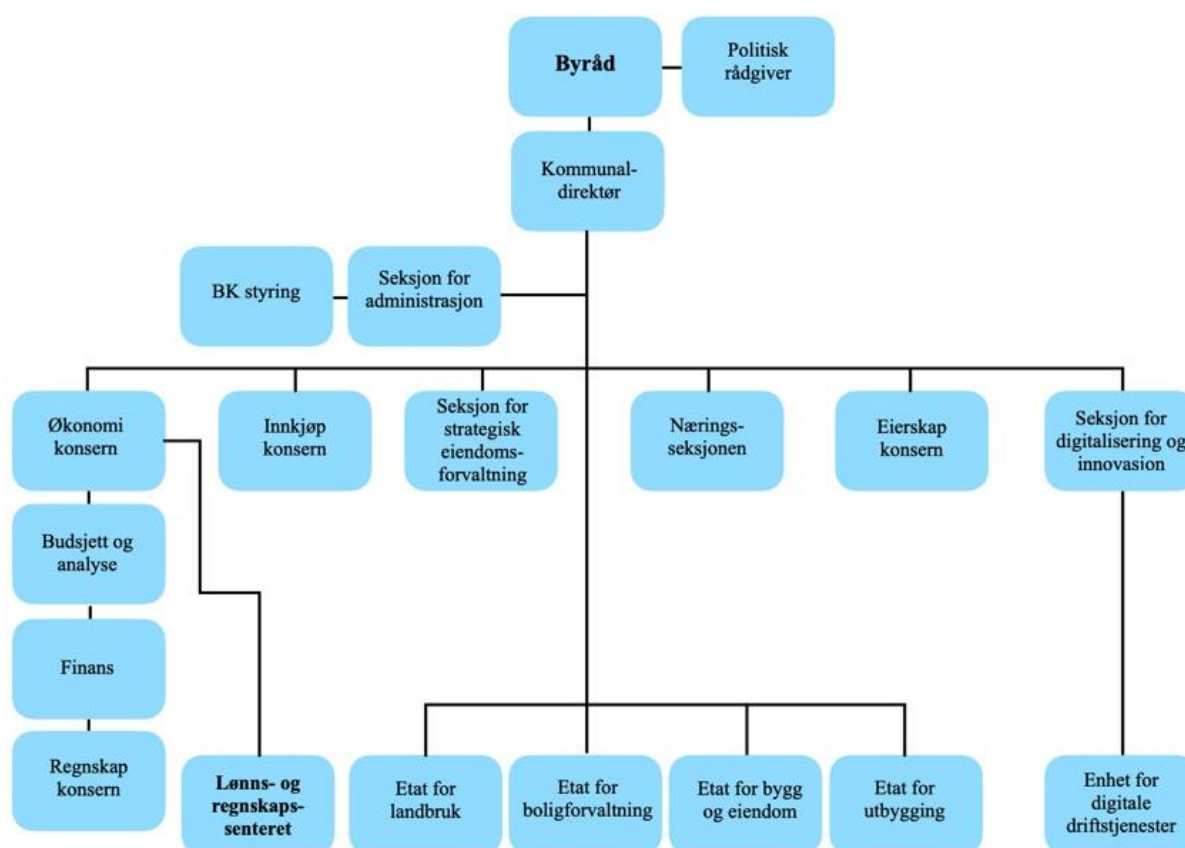 Byråd
Politisk
rådgiver
Kommunal-
direktør
BK styring
Seksjon for
administrasjon
Økonomi
konsern
Innkjøp
konsern
Seksjon for
strategisk
eiendoms-
forvaltning
Nærings-
seksjonen
Eierskap
konsern
Seksjon for
digitalisering og
innovasjon
Budsjett og
analyse
Finans
Regnskap
konsern
Lønns- og
regnskaps-
senteret
Etat for
landbruk
Etat for
boligforvaltning
Etat for bygg
og eiendom
Etat for
utbygging
Enhet for
digitale
driftstjenester